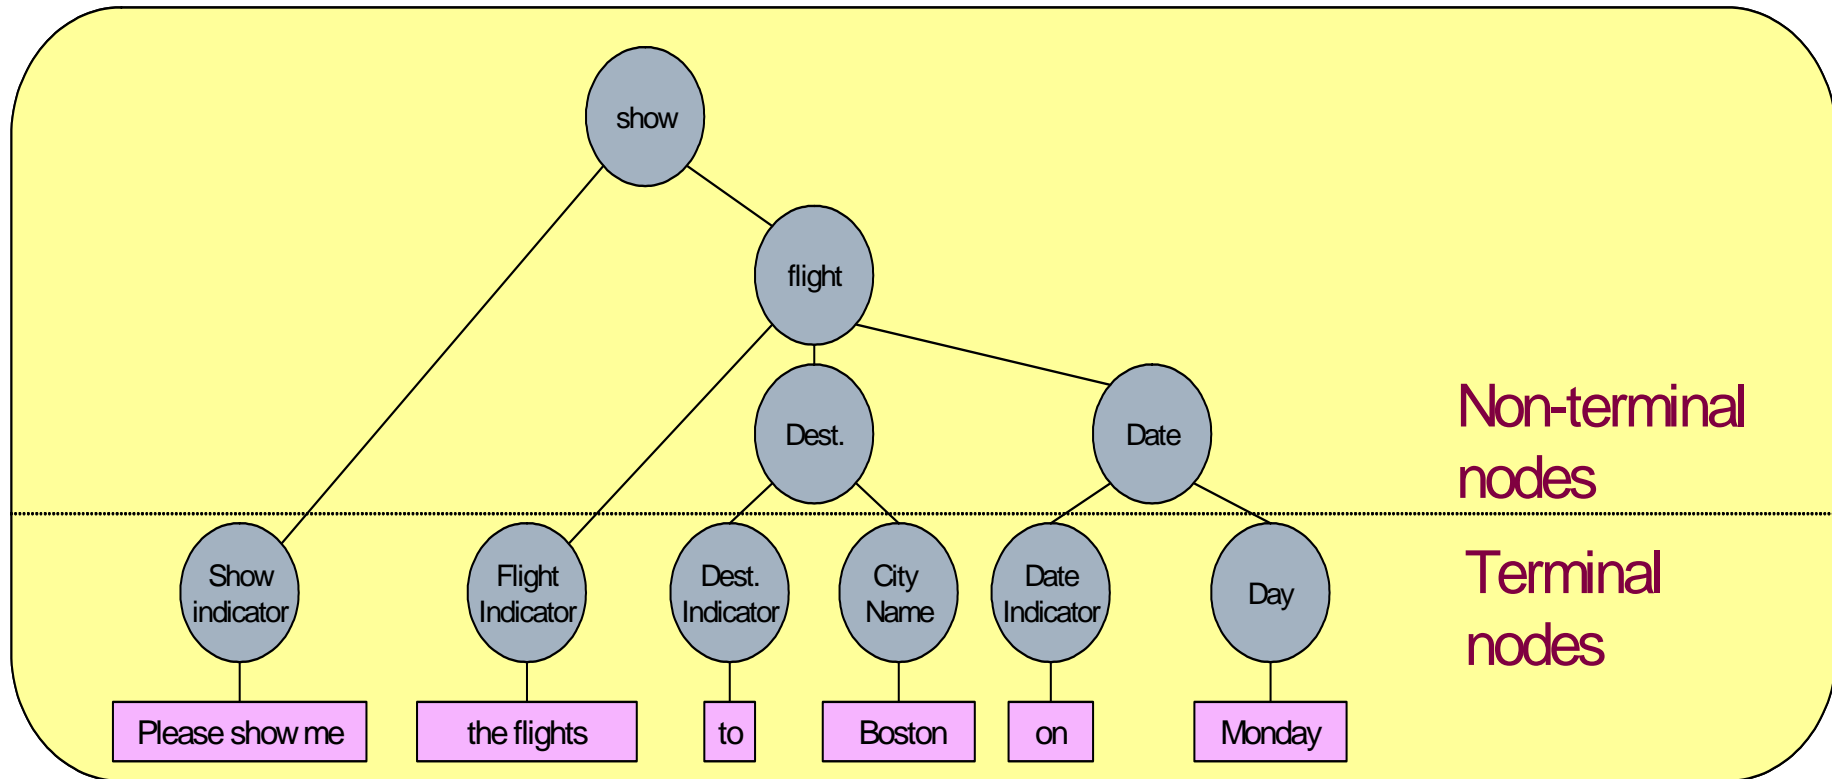 show
flight
Dest.
Date
Non-terminal
nodes
Show
indicator
Flight
Indicator
Dest.
Indicator
City
Name
Date
Indicator
Day
Terminal
nodes
Please show me
the flights
to
Boston
on
Monday